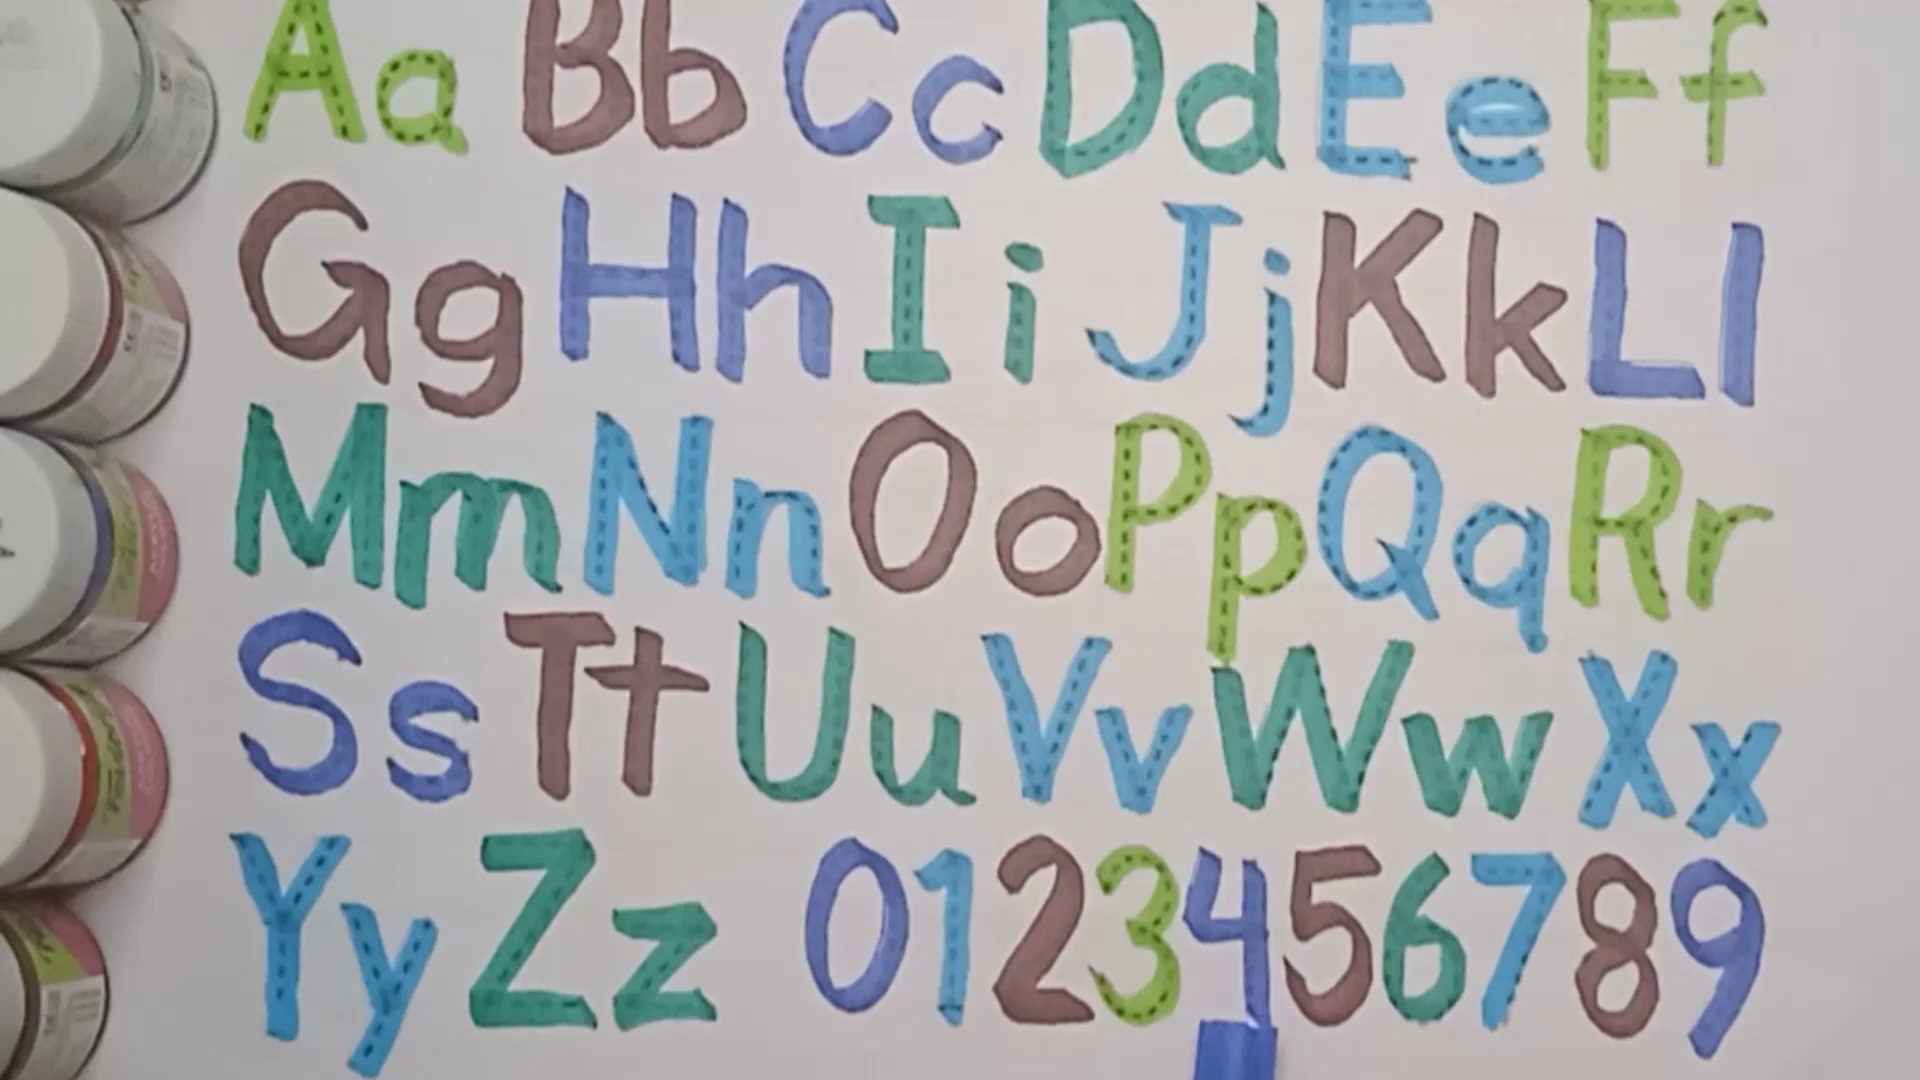 Aa Bb Cc Dd Ee Ff
Gg Hh Ii Jj Kk Ll
Mm Nn Oo Pp Qq Rr
Ss Tt Uu Vv Ww Xx
Yy Zz 0123456789